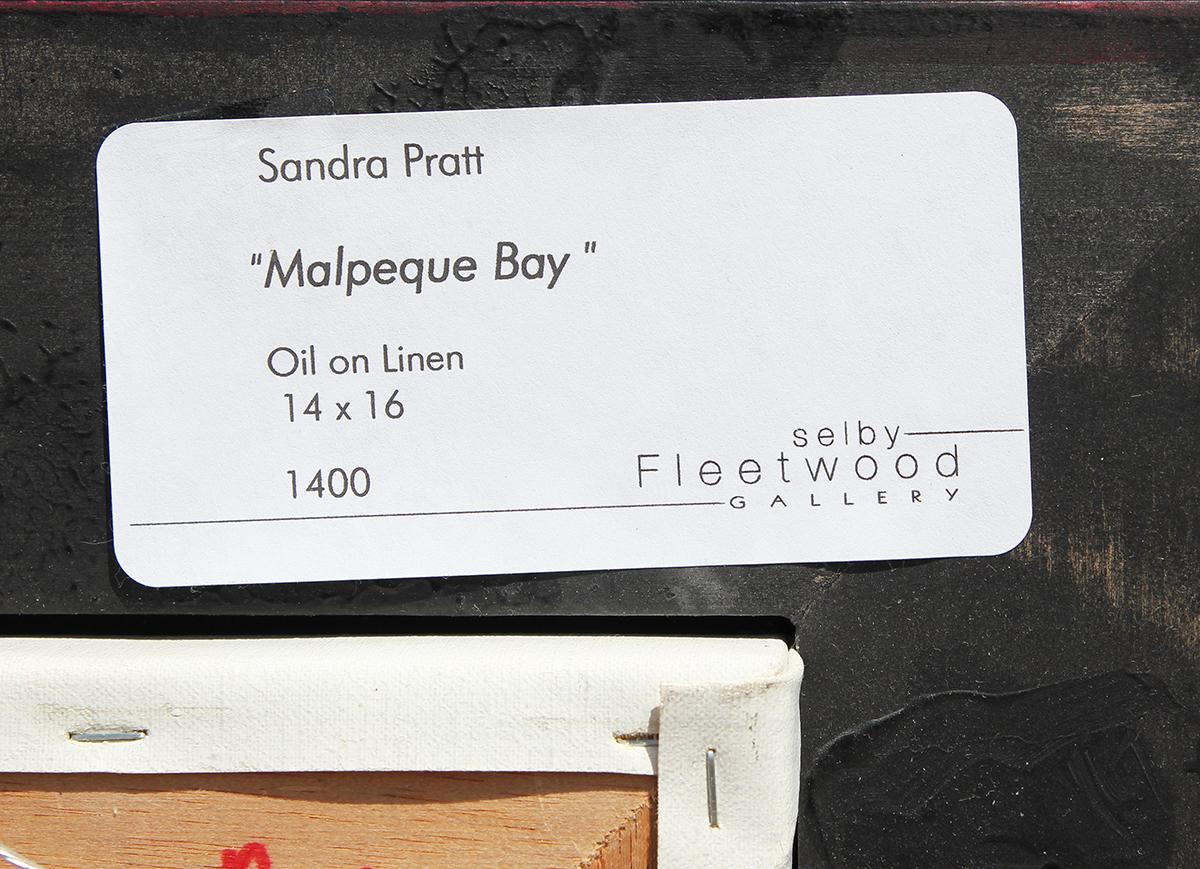 Sandra Pratt
"Malpeque Bay "
Oil on Linen
14 x 16
1400
selby
Fleetwood
GALLERY